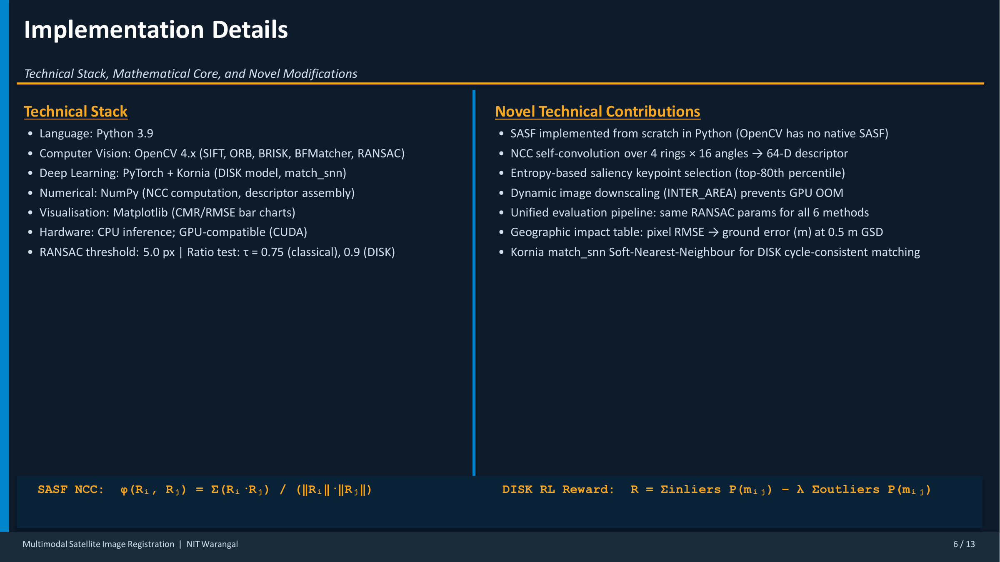 Implementation Details
Technical Stack, Mathematical Core, and Novel Modifications
Technical Stack
• Language: Python 3.9
• Computer Vision: OpenCV 4.x (SIFT, ORB, BRISK, BFMatcher, RANSAC)
• Deep Learning: PyTorch + Kornia (DISK model, match_snn)
• Numerical: NumPy (NCC computation, descriptor assembly)
• Visualisation: Matplotlib (CMR/RMSE bar charts)
• Hardware: CPU inference; GPU-compatible (CUDA)
• RANSAC threshold: 5.0 px | Ratio test: τ = 0.75 (classical), 0.9 (DISK)
Novel Technical Contributions
• SASF implemented from scratch in Python (OpenCV has no native SASF)
• NCC self-convolution over 4 rings × 16 angles → 64-D descriptor
• Entropy-based saliency keypoint selection (top-80th percentile)
• Dynamic image downscaling (INTER_AREA) prevents GPU OOM
• Unified evaluation pipeline: same RANSAC params for all 6 methods
• Geographic impact table: pixel RMSE → ground error (m) at 0.5 m GSD
• Kornia match_snn Soft-Nearest-Neighbour for DISK cycle-consistent matching
SASF NCC: φ(Rᵢ, Rⱼ) = Σ(Rᵢ·Rⱼ) / (‖Rᵢ‖·‖Rⱼ‖)
DISK RL Reward: R = Σinliers P(mᵢⱼ) − λ Σoutliers P(mᵢⱼ)
Multimodal Satellite Image Registration | NIT Warangal
6 / 13